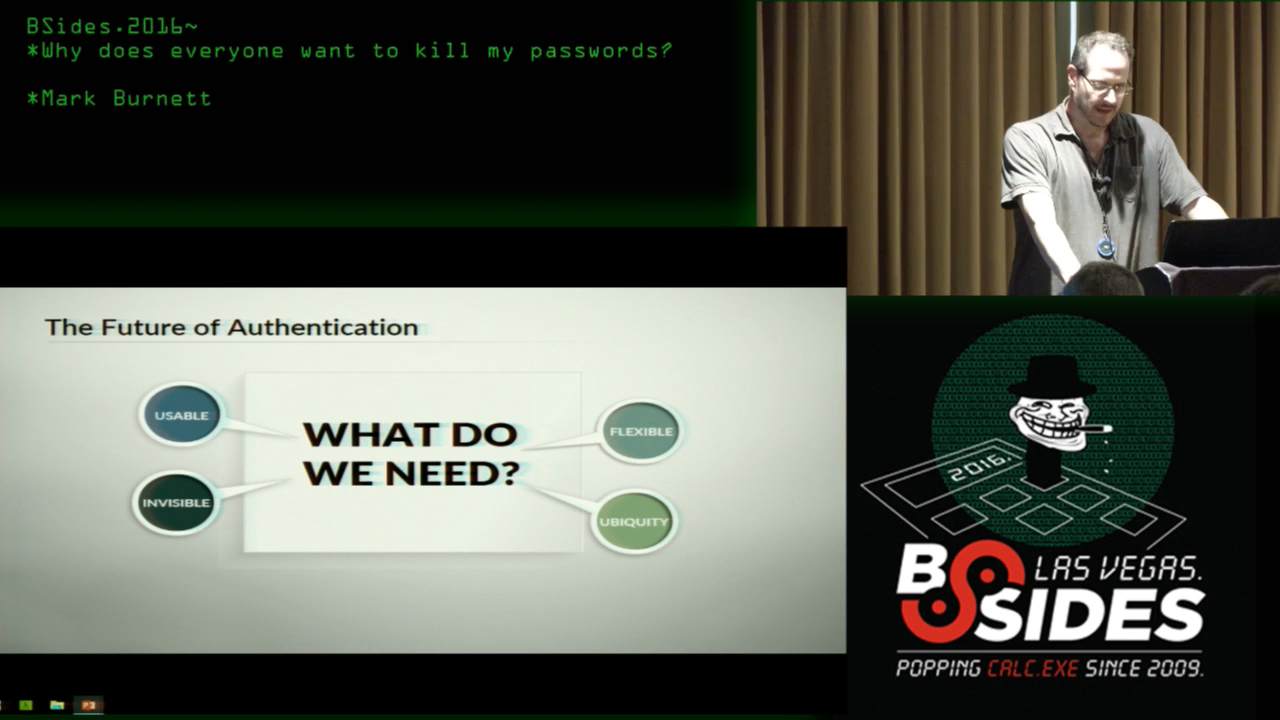 BSides.2016~
*Why does everyone want to kill my passwords?
*Mark Burnett
The Future of Authentication
USABLE
INVISIBLE
WHAT DO
WE NEED?
FLEXIBLE
UBIQUITY
2016.
BSIDES
LAS VEGAS.
POPPING CALC.EXE SINCE 2009.